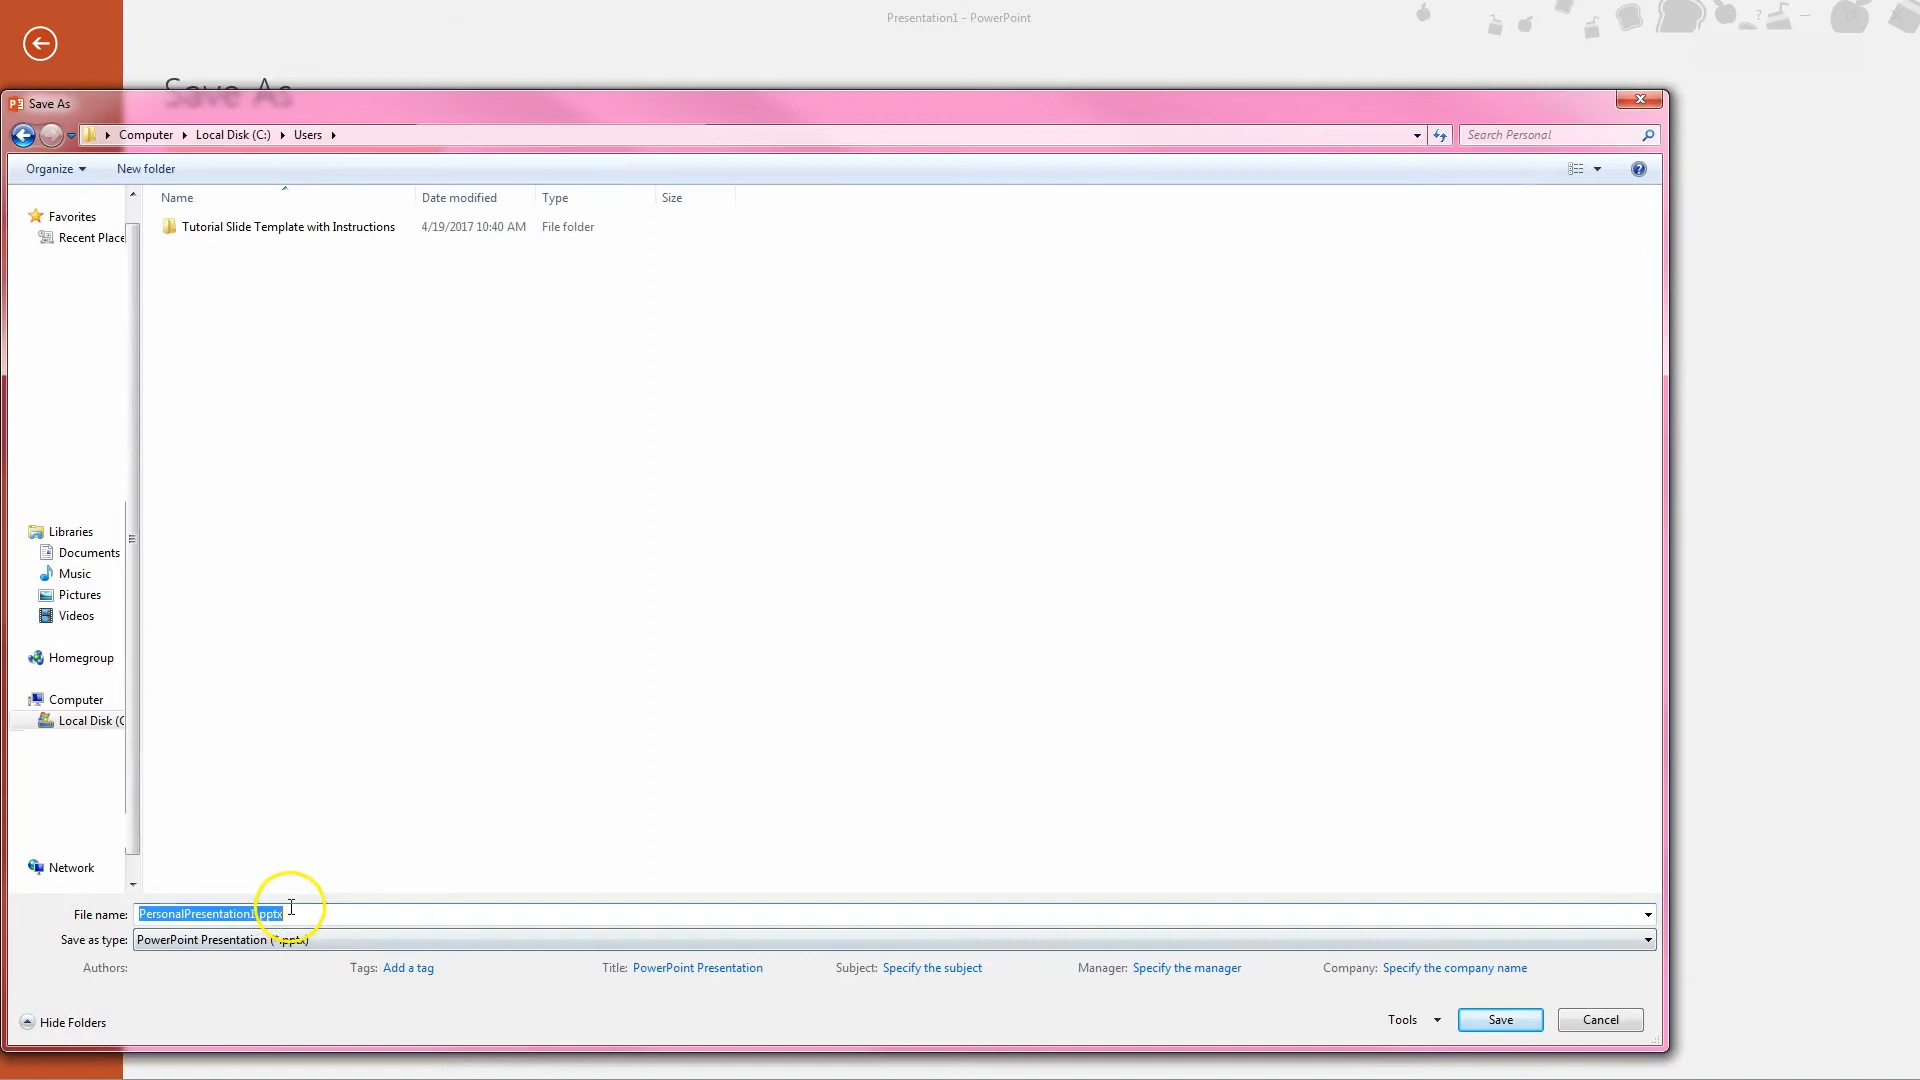 Presentation1 - PowerPoint
?
Save As
Save As
Computer Local Disk (C:) Users
Search Personal
Organize New folder
Name Date modified Type Size
Favorites
Tutorial Slide Template with Instructions 4/19/2017 10:40 AM File folder
Recent Place
Libraries
Documents
Music
Pictures
Videos
Homegroup
Computer
Local Disk (C
Network
File name: PersonalPresentation1.pptx
Save as type: PowerPoint Presentation (*.pptx)
Authors: Tags: Add a tag Title: PowerPoint Presentation Subject: Specify the subject Manager: Specify the manager Company: Specify the company name
Hide Folders Tools Save Cancel